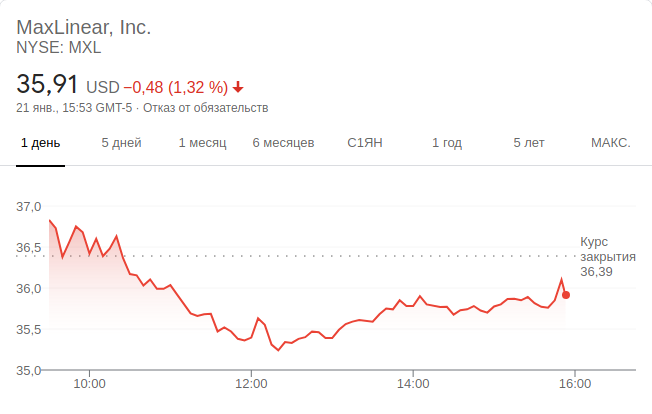 MaxLinear, Inc.
NYSE: MXL
35,91 USD −0,48 (1,32 %)
21 янв., 15:53 GMT-5 · Отказ от обязательств
1 день 5 дней 1 месяц 6 месяцев С1ЯН 1 год 5 лет МАКС.
37,0
36,5
Курс
закрытия
36,39
36,0
35,5
35,0
10:00 12:00 14:00 16:00